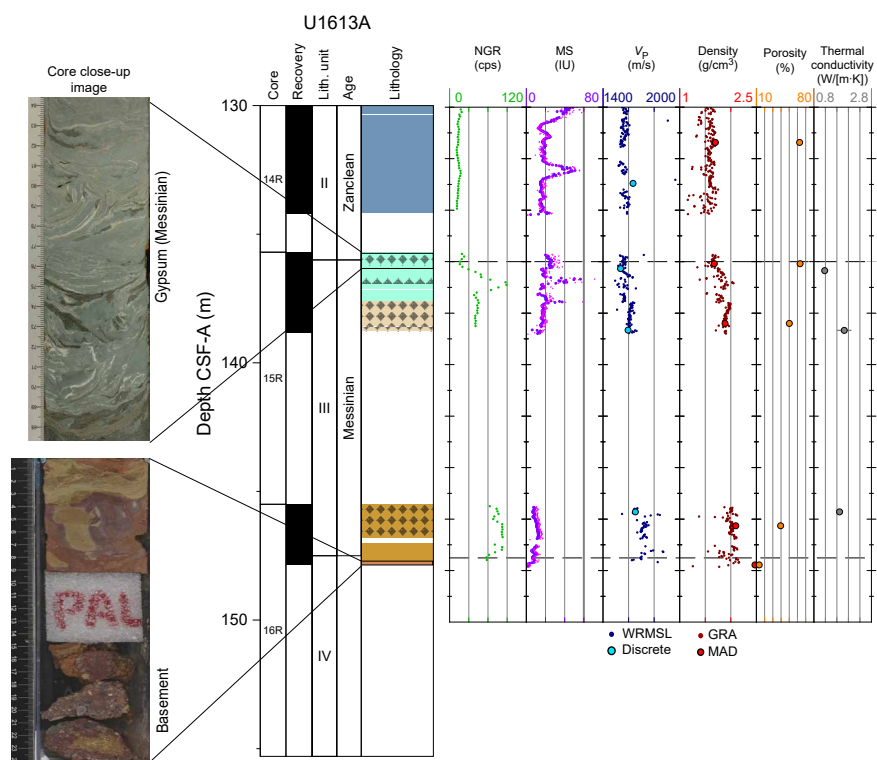 U1613A
Core close-up
image
Core
Recovery
Lith. unit
Age
Lithology
NGR
(cps)
MS
(IU)
VP
(m/s)
Density
(g/cm³)
Porosity
(%)
Thermal
conductivity
(W/[m·K])
0 120
0 80
1400 2000
1 2.5
10 80
0.8 2.8
Depth CSF-A (m)
130
140
150
14R
15R
16R
II
III
IV
Zanclean
Messinian
Gypsum (Messinian)
Basement
PAL
WRMSL
Discrete
GRA
MAD